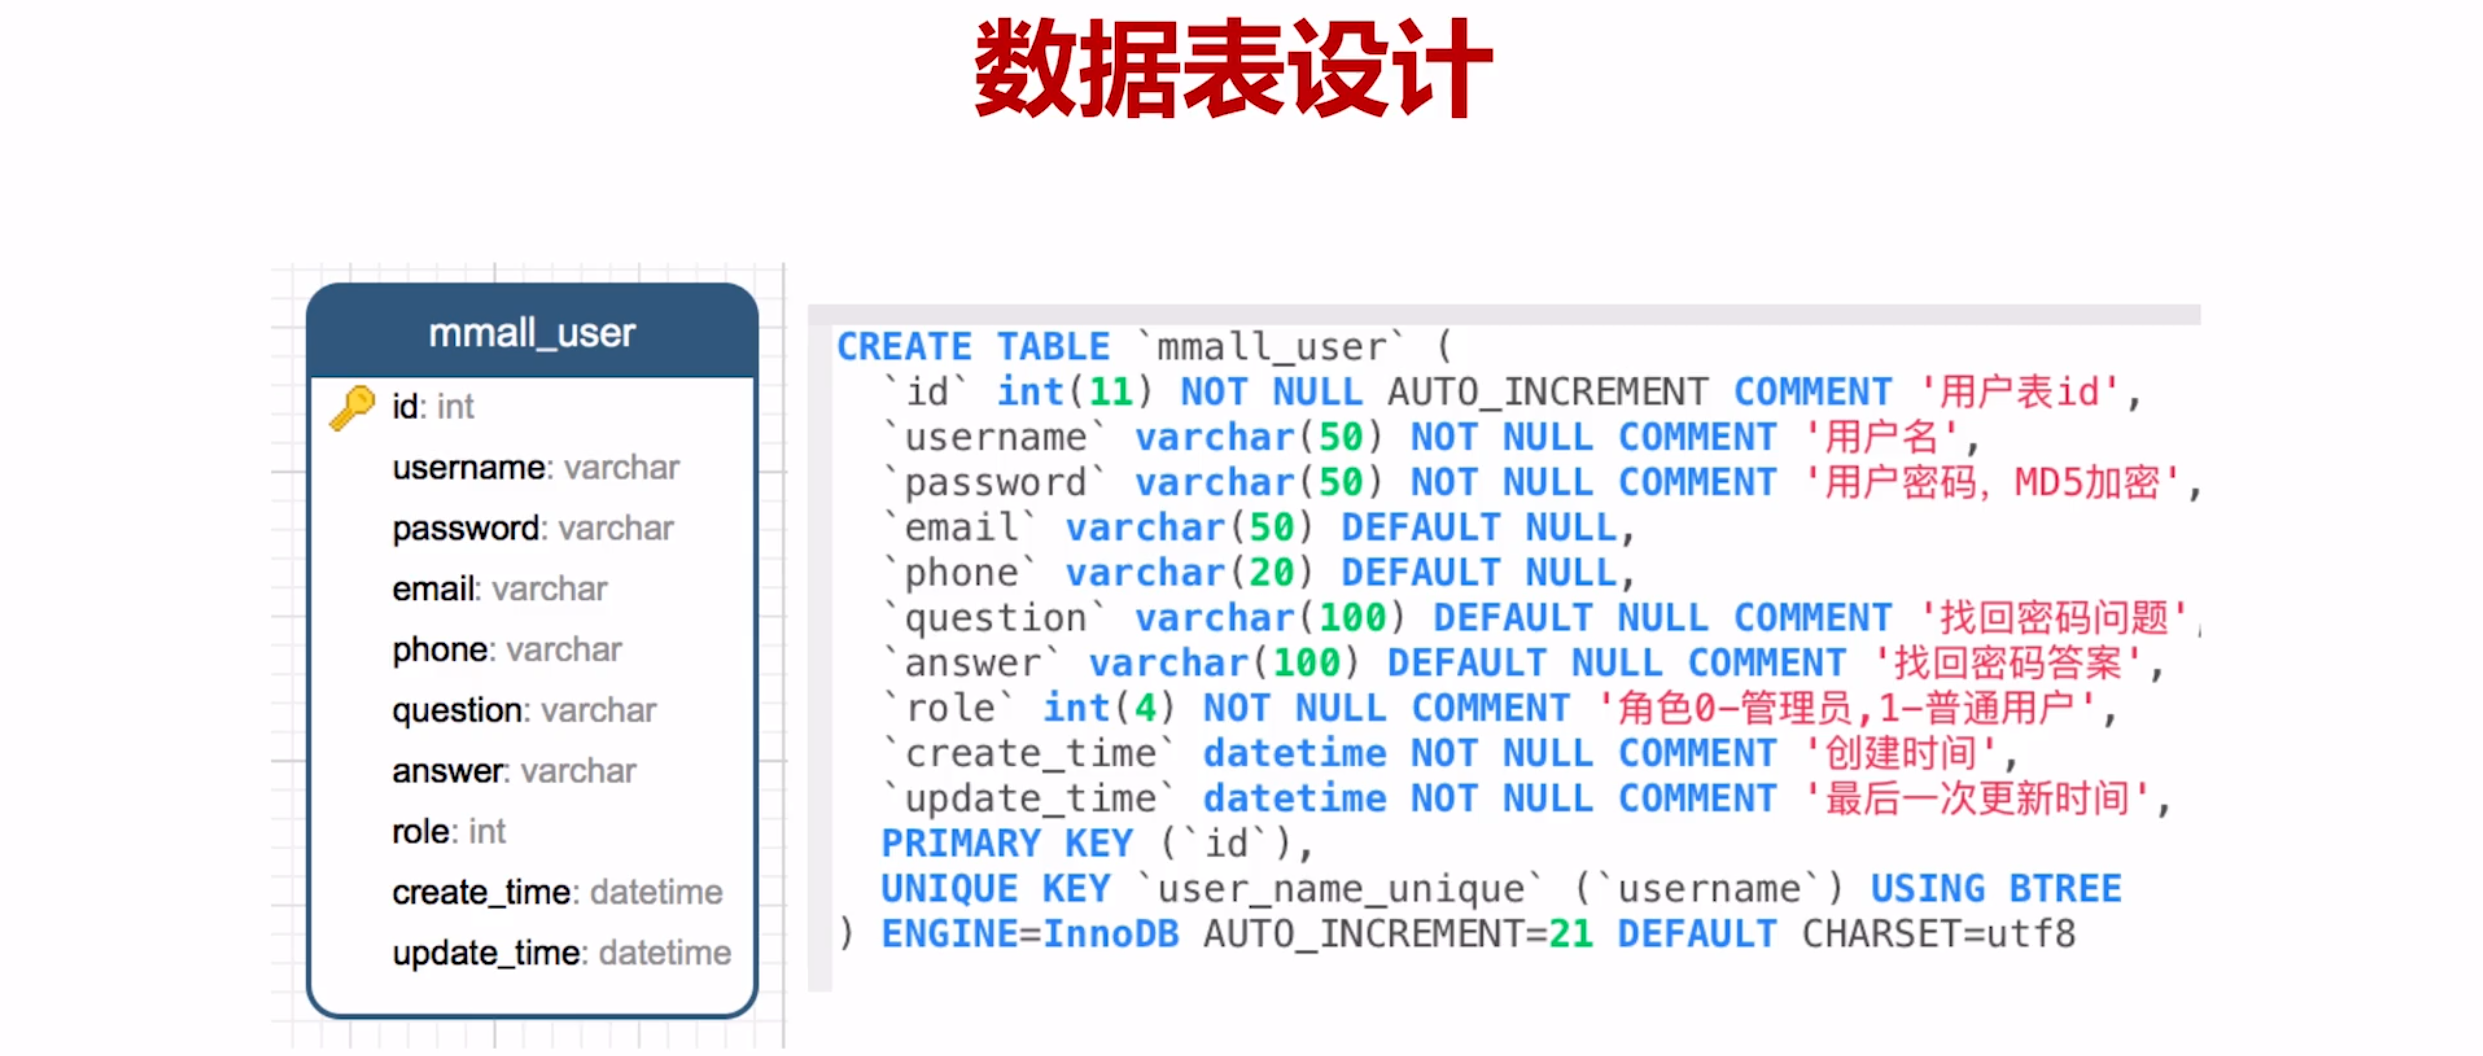 数据表设计
mmall_user
id: int
username: varchar
password: varchar
email: varchar
phone: varchar
question: varchar
answer: varchar
role: int
create_time: datetime
update_time: datetime
CREATE TABLE `mmall_user` (
`id` int(11) NOT NULL AUTO_INCREMENT COMMENT '用户表id',
`username` varchar(50) NOT NULL COMMENT '用户名',
`password` varchar(50) NOT NULL COMMENT '用户密码，MD5加密',
`email` varchar(50) DEFAULT NULL,
`phone` varchar(20) DEFAULT NULL,
`question` varchar(100) DEFAULT NULL COMMENT '找回密码问题',
`answer` varchar(100) DEFAULT NULL COMMENT '找回密码答案',
`role` int(4) NOT NULL COMMENT '角色0-管理员,1-普通用户',
`create_time` datetime NOT NULL COMMENT '创建时间',
`update_time` datetime NOT NULL COMMENT '最后一次更新时间',
PRIMARY KEY (`id`),
UNIQUE KEY `user_name_unique` (`username`) USING BTREE
) ENGINE=InnoDB AUTO_INCREMENT=21 DEFAULT CHARSET=utf8